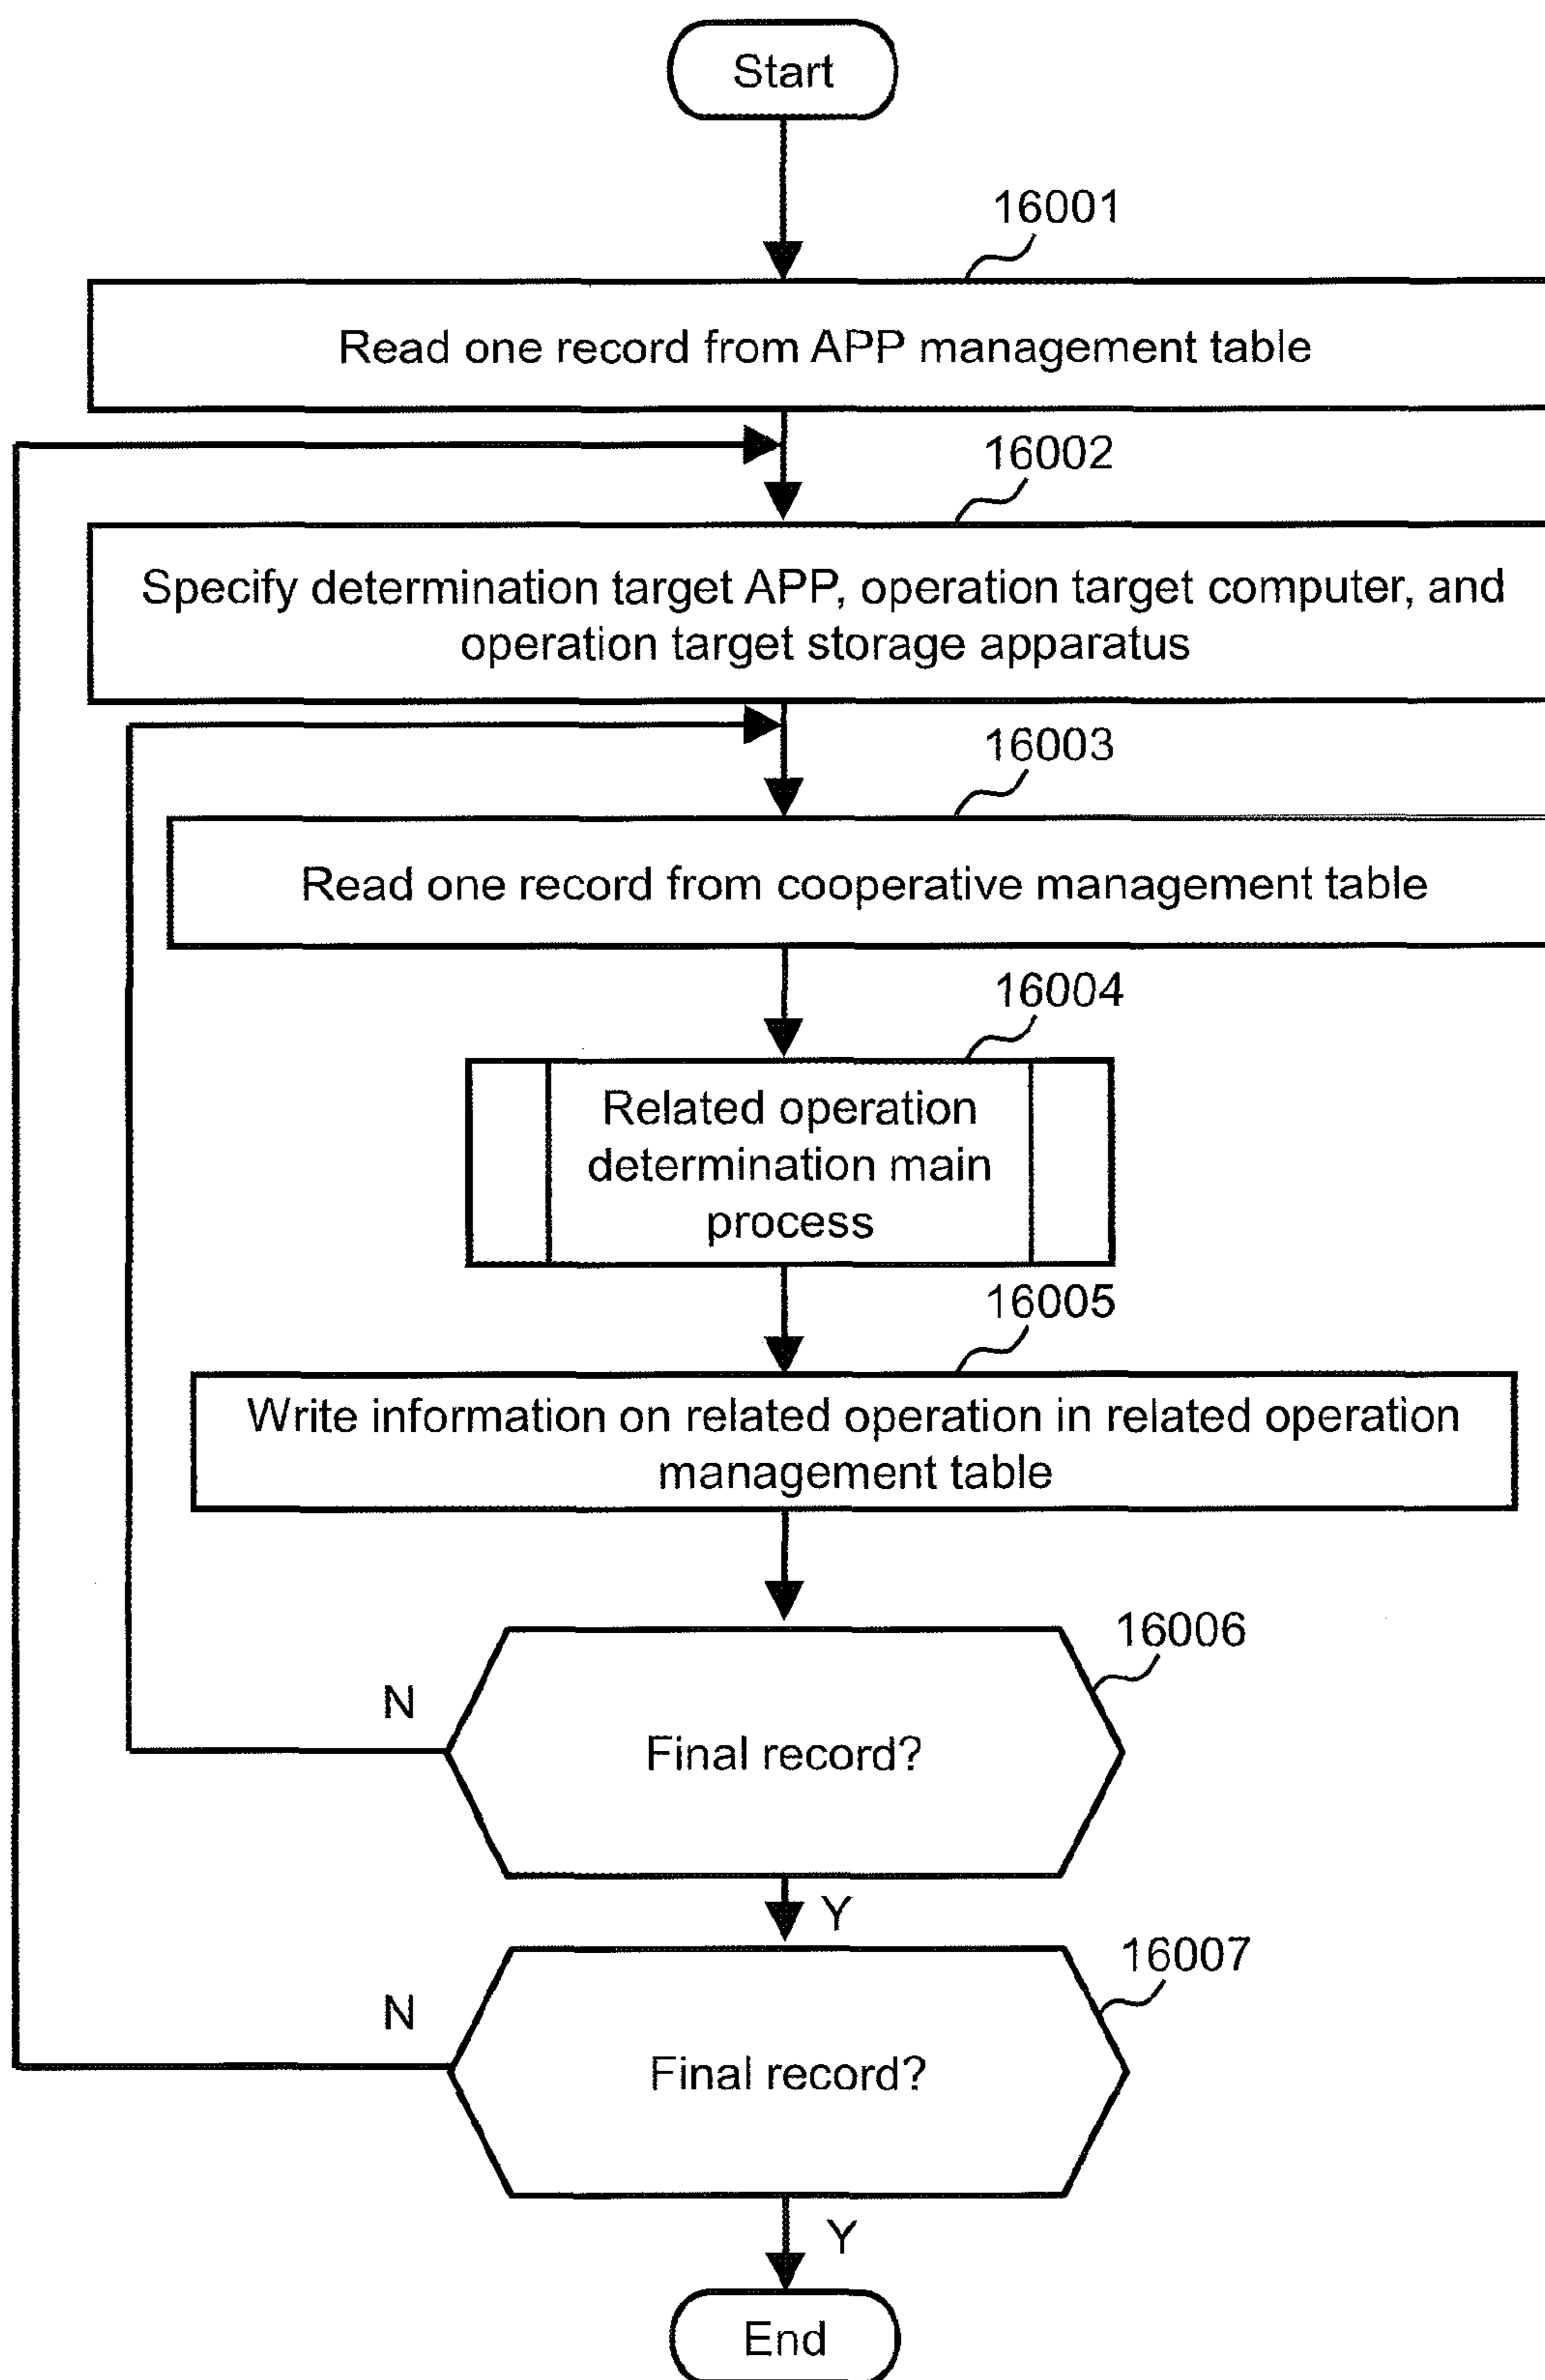 Start
16001
Read one record from APP management table
16002
Specify determination target APP, operation target computer, and
operation target storage apparatus
16003
Read one record from cooperative management table
16004
Related operation
determination main
process
16005
Write information on related operation in related operation
management table
16006
N
Final record?
Y
16007
N
Final record?
Y
End